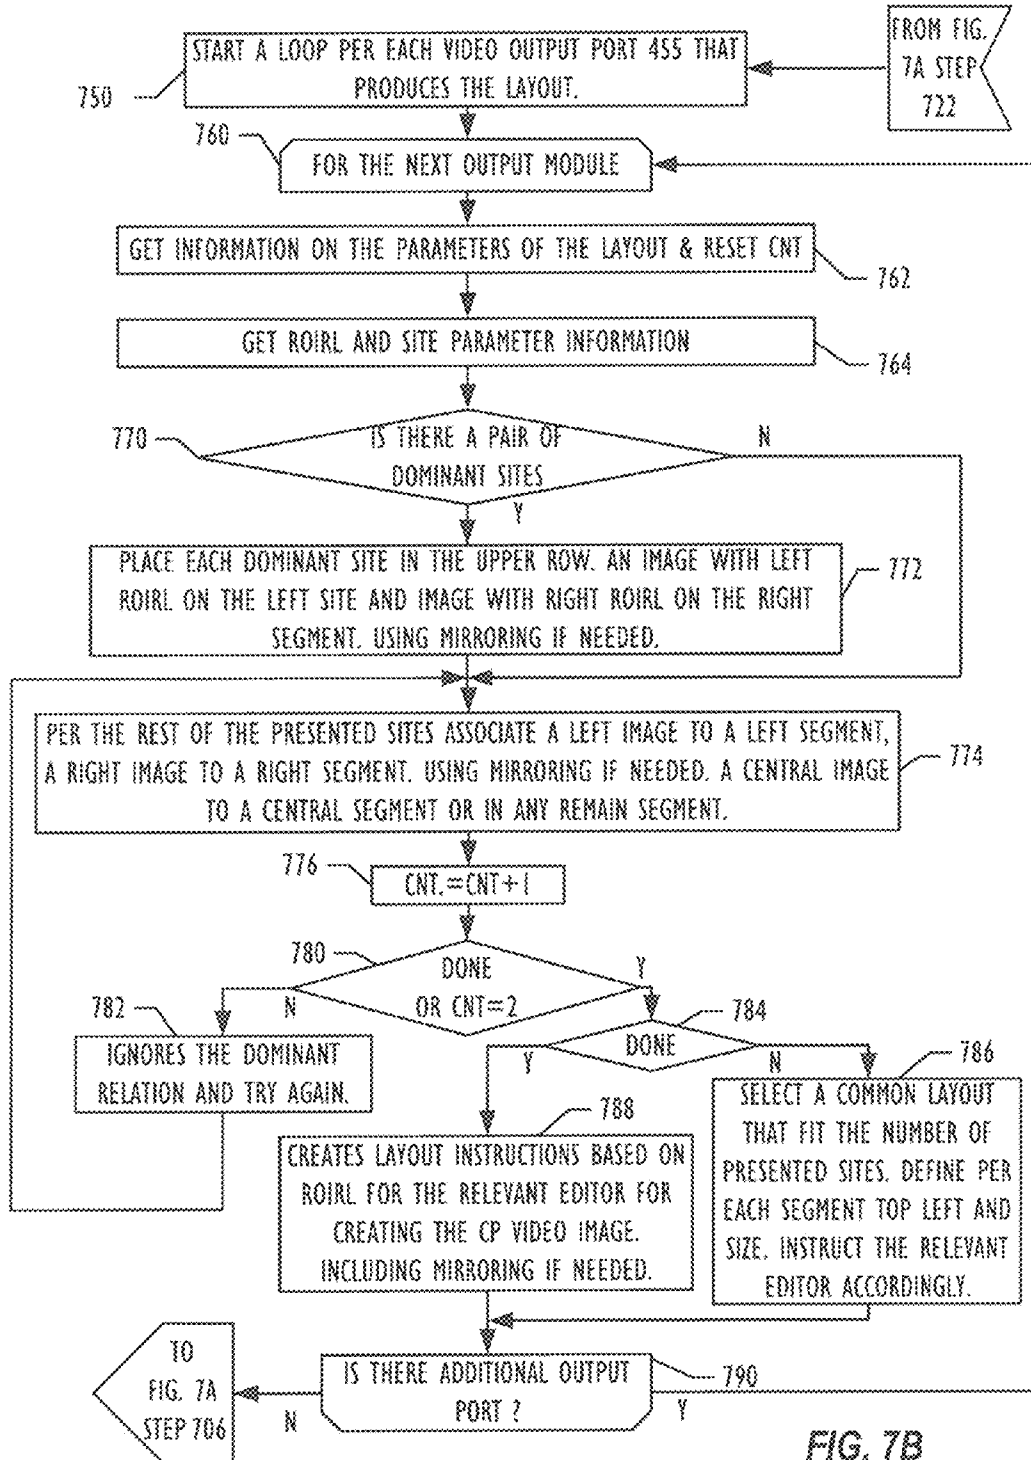 FROM FIG.
7A STEP
722
START A LOOP PER EACH VIDEO OUTPUT PORT 455 THAT
PRODUCES THE LAYOUT.
750
760
FOR THE NEXT OUTPUT MODULE
GET INFORMATION ON THE PARAMETERS OF THE LAYOUT & RESET CNT
762
GET ROIRL AND SITE PARAMETER INFORMATION
764
770
IS THERE A PAIR OF
DOMINANT SITES
N
Y
PLACE EACH DOMINANT SITE IN THE UPPER ROW. AN IMAGE WITH LEFT
ROIRL ON THE LEFT SITE AND IMAGE WITH RIGHT ROIRL ON THE RIGHT
SEGMENT. USING MIRRORING IF NEEDED.
772
PER THE REST OF THE PRESENTED SITES ASSOCIATE A LEFT IMAGE TO A LEFT SEGMENT,
A RIGHT IMAGE TO A RIGHT SEGMENT. USING MIRRORING IF NEEDED. A CENTRAL IMAGE
TO A CENTRAL SEGMENT OR IN ANY REMAIN SEGMENT.
774
776
CNT.=CNT+1
780
DONE
OR CNT=2
N
Y
782
IGNORES THE DOMINANT
RELATION AND TRY AGAIN.
784
DONE
Y
N
786
SELECT A COMMON LAYOUT
THAT FIT THE NUMBER OF
PRESENTED SITES. DEFINE PER
EACH SEGMENT TOP LEFT AND
SIZE. INSTRUCT THE RELEVANT
EDITOR ACCORDINGLY.
788
CREATES LAYOUT INSTRUCTIONS BASED ON
ROIRL FOR THE RELEVANT EDITOR FOR
CREATING THE CP VIDEO IMAGE.
INCLUDING MIRRORING IF NEEDED.
IS THERE ADDITIONAL OUTPUT
PORT ?
790
N
Y
TO
FIG. 7A
STEP 706
FIG. 7B